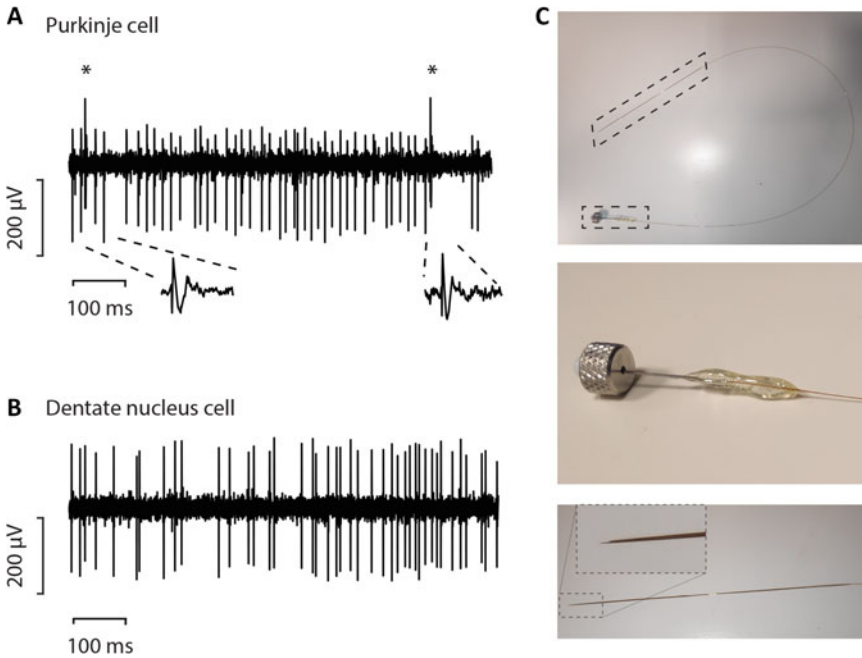 A
Purkinje cell
*
*
200 μV
100 ms
B
Dentate nucleus cell
200 μV
100 ms
C